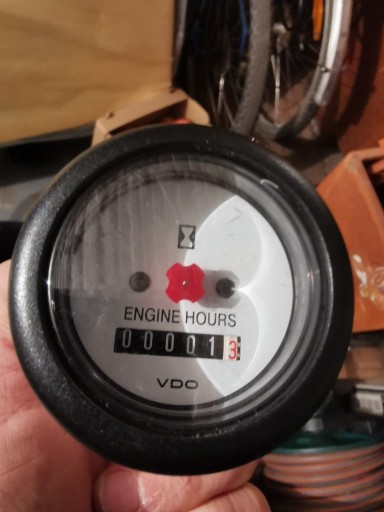 ENGINE HOURS
000013
VDO